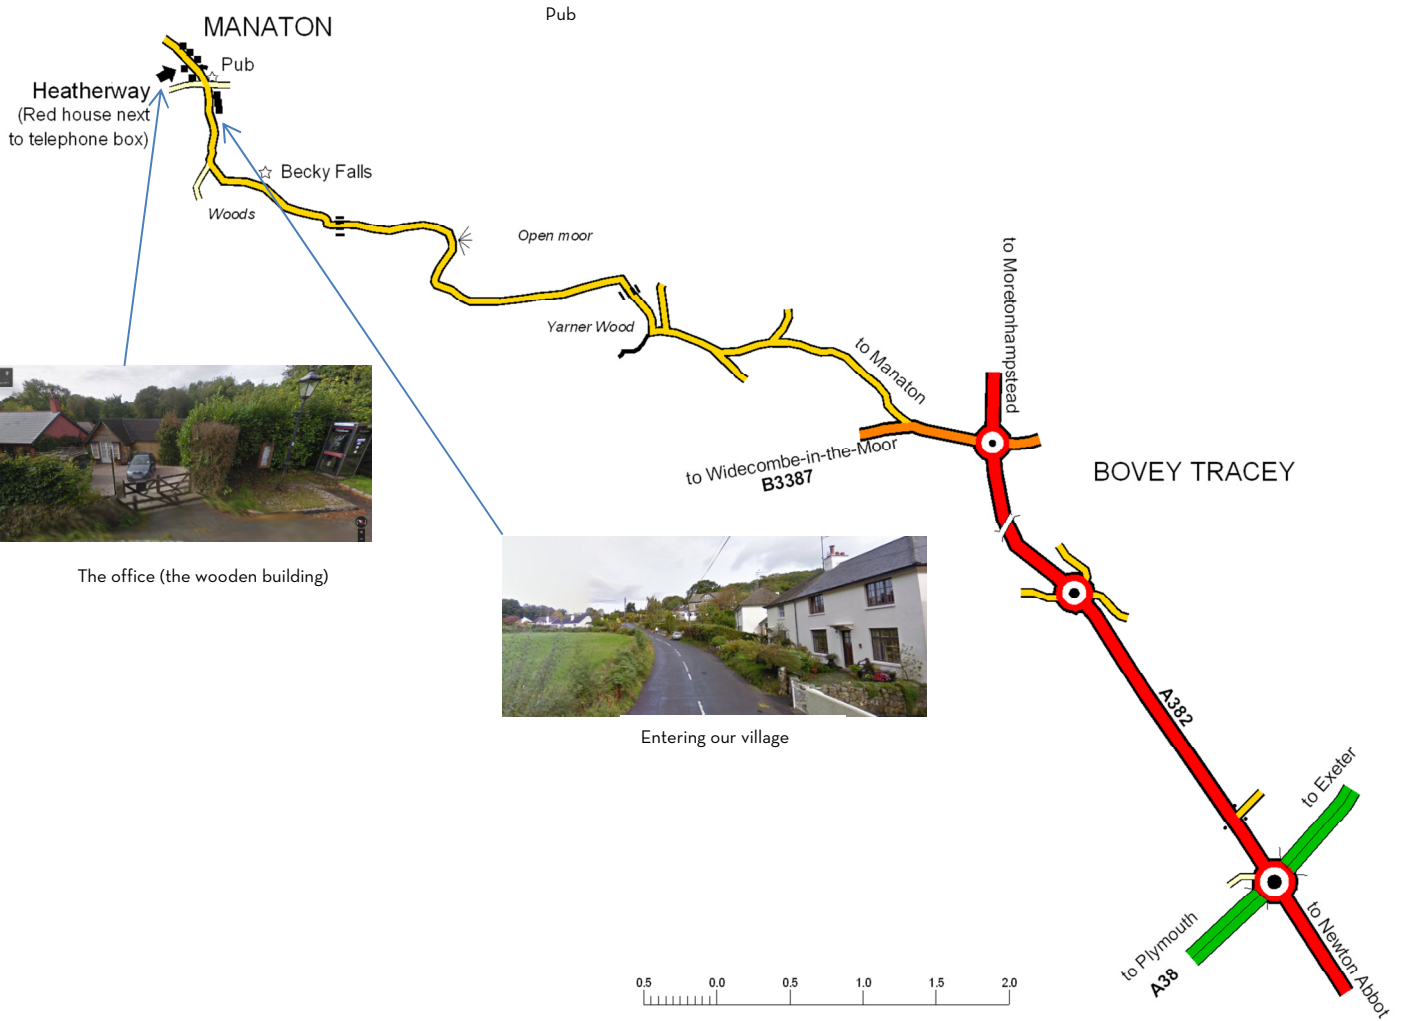 Pub
MANATON
Pub
Heatherway
(Red house next
to telephone box)
Becky Falls
Woods
Open moor
to Moretonhampstead
Yarner Wood
to Manaton
to Widecombe-in-the-Moor
B3387
BOVEY TRACEY
The office (the wooden building)
Entering our village
A382
to Exeter
to Plymouth
A38
to Newton Abbot
0.5 0.0 0.5 1.0 1.5 2.0